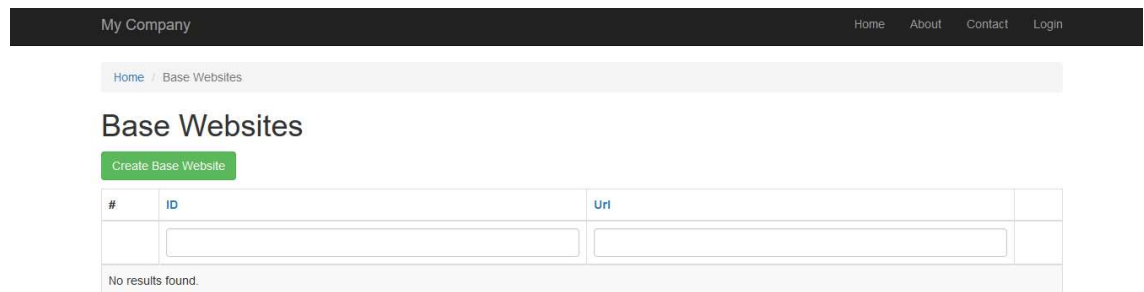 My Company Home About Contact Login
Home / Base Websites
Base Websites
Create Base Website
# ID Url
No results found.